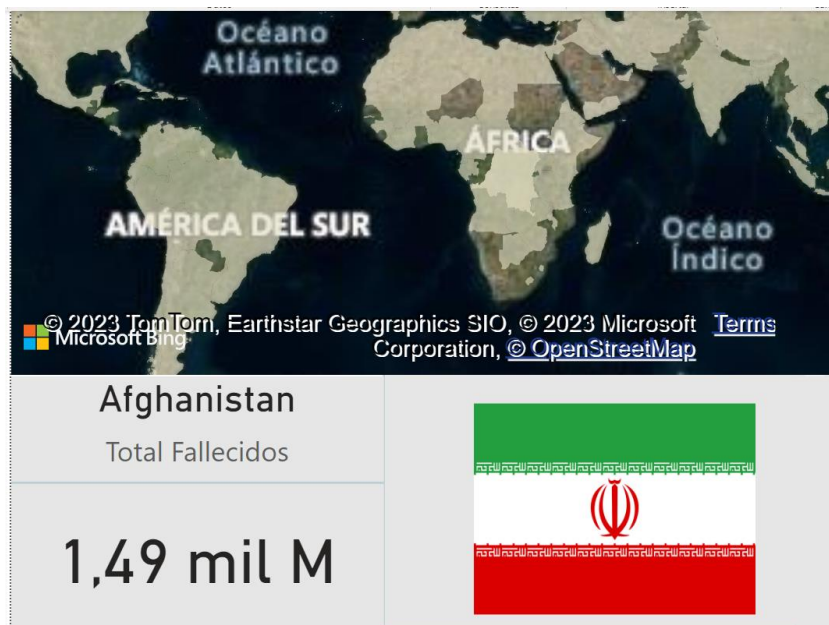 Océano
Atlántico
ÁFRICA
AMÉRICA DEL SUR
Océano
Índico
© 2023 TomTom, Earthstar Geographics SIO, © 2023 Microsoft Terms
Microsoft Bing
Corporation, © OpenStreetMap
Afghanistan
Total Fallecidos
1,49 mil M